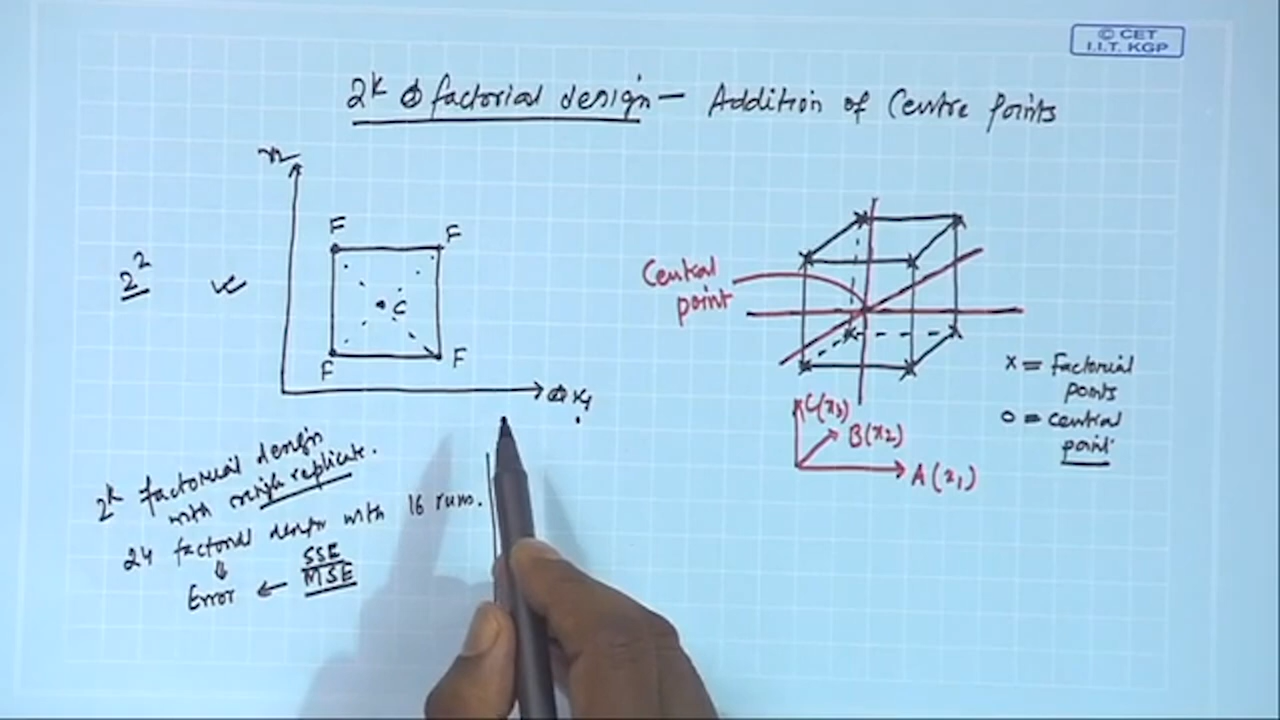 © CET
I.I.T. KGP
2k factorial design – Addition of Centre points
x2
F
F
2²
C
F
F
x1
Central
point
x = Factorial
points
o = central
point
C(x3)
B(x2)
A(x1)
2k factorial design
with single replicate.
24 factorial design with 16 runs.
⇓
Error ← SSE
MSE